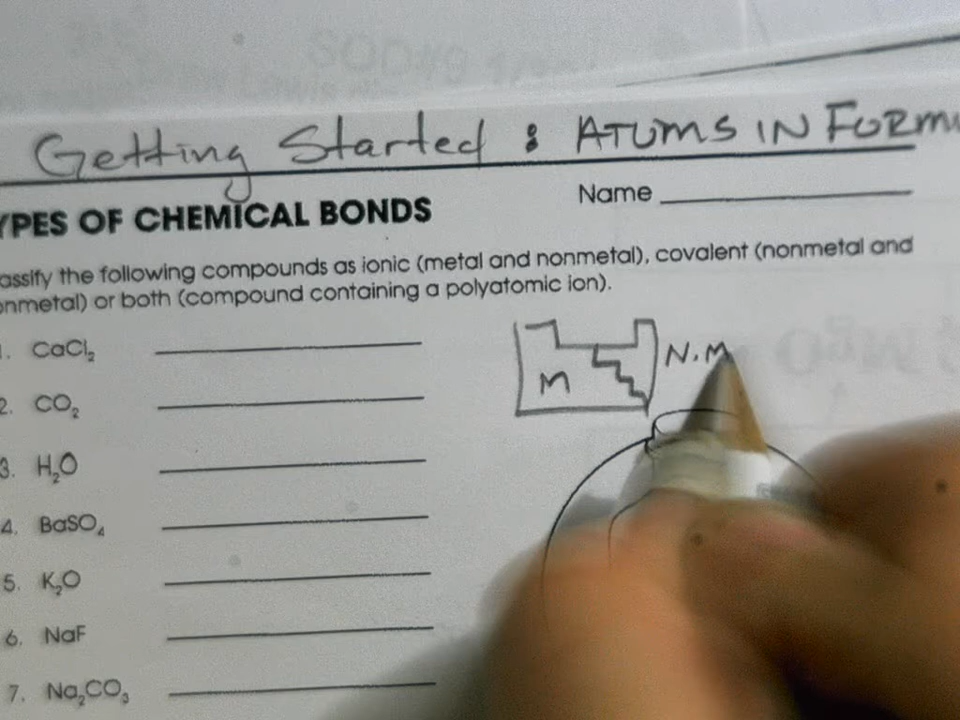 Getting Started : ATOMS IN FORMU
YPES OF CHEMICAL BONDS
Name
assify the following compounds as ionic (metal and nonmetal), covalent (nonmetal and
onmetal) or both (compound containing a polyatomic ion).
1. CaCl₂
2. CO₂
3. H₂O
4. BaSO₄
5. K₂O
6. NaF
7. Na₂CO₃
M
N.M